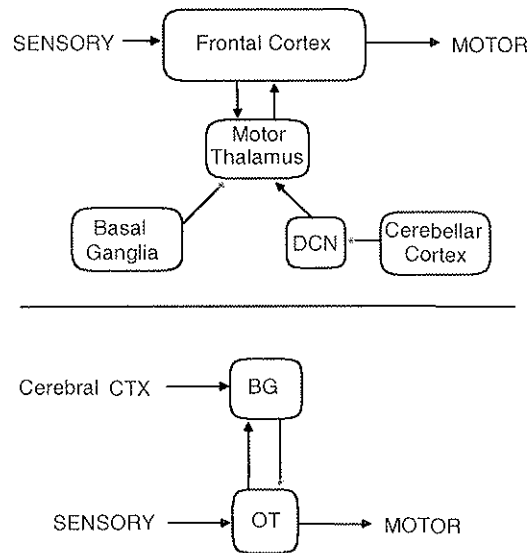 SENSORY
Frontal Cortex
MOTOR
Motor
Thalamus
Basal
Ganglia
DCN
Cerebellar
Cortex
Cerebral CTX
BG
SENSORY
OT
MOTOR